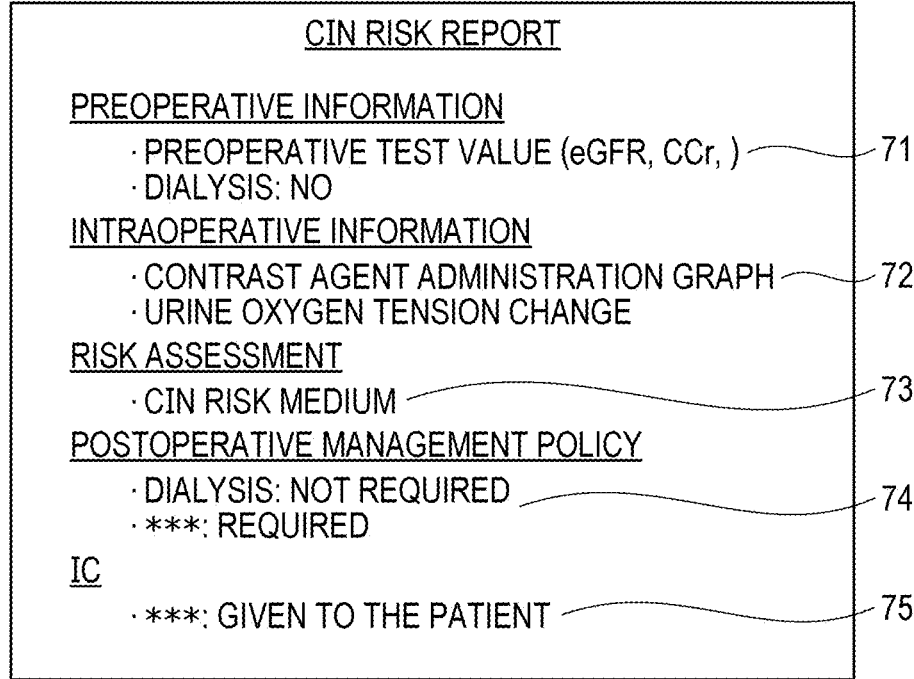 CIN RISK REPORT
PREOPERATIVE INFORMATION
· PREOPERATIVE TEST VALUE (eGFR, CCr, ) 71
· DIALYSIS: NO
INTRAOPERATIVE INFORMATION
· CONTRAST AGENT ADMINISTRATION GRAPH 72
· URINE OXYGEN TENSION CHANGE
RISK ASSESSMENT
· CIN RISK MEDIUM 73
POSTOPERATIVE MANAGEMENT POLICY
· DIALYSIS: NOT REQUIRED 74
· ***: REQUIRED
IC
· ***: GIVEN TO THE PATIENT 75